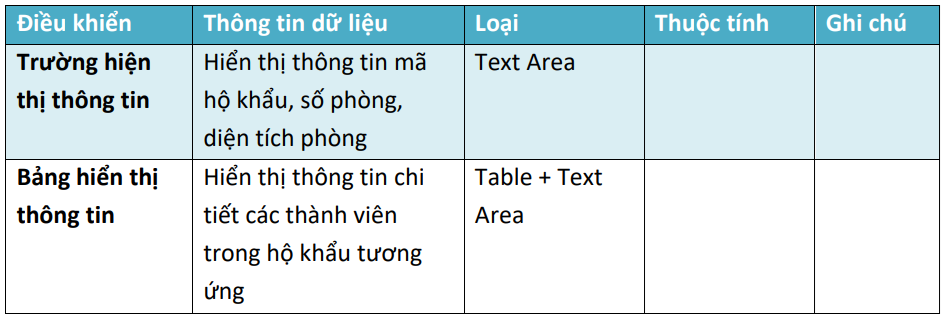 Điều khiển Thông tin dữ liệu Loại Thuộc tính Ghi chú
Trường hiện Hiển thị thông tin mã Text Area
thị thông tin hộ khẩu, số phòng,
diện tích phòng
Bảng hiển thị Hiển thị thông tin chi Table + Text
thông tin tiết các thành viên Area
trong hộ khẩu tương
ứng